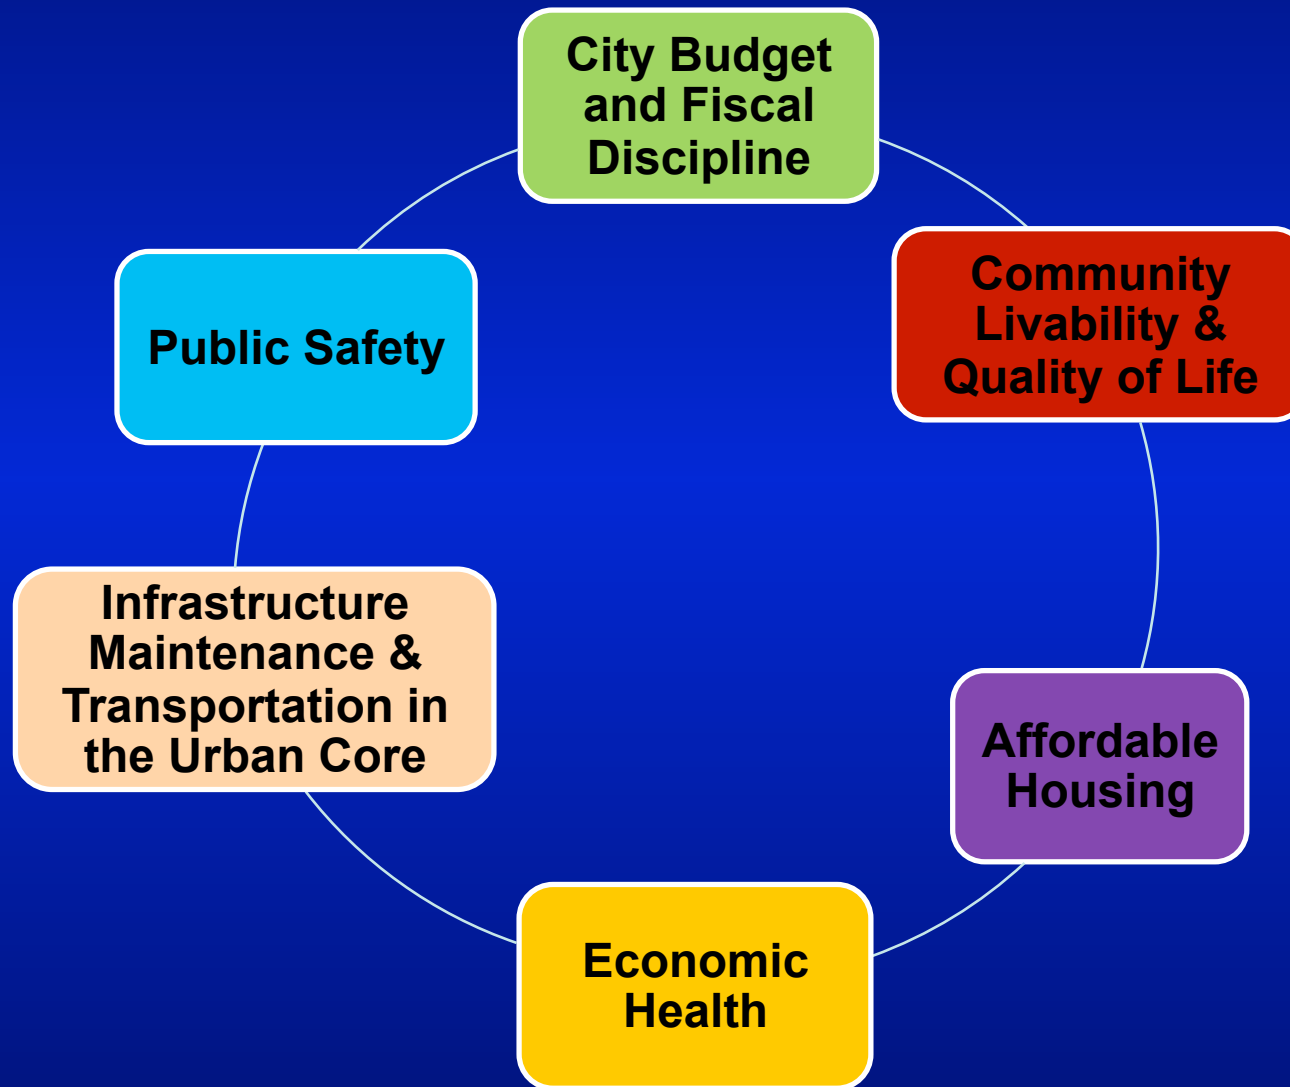 City Budget
and Fiscal
Discipline
Community
Livability &
Quality of Life
Public Safety
Infrastructure
Maintenance &
Transportation in
the Urban Core
Affordable
Housing
Economic
Health